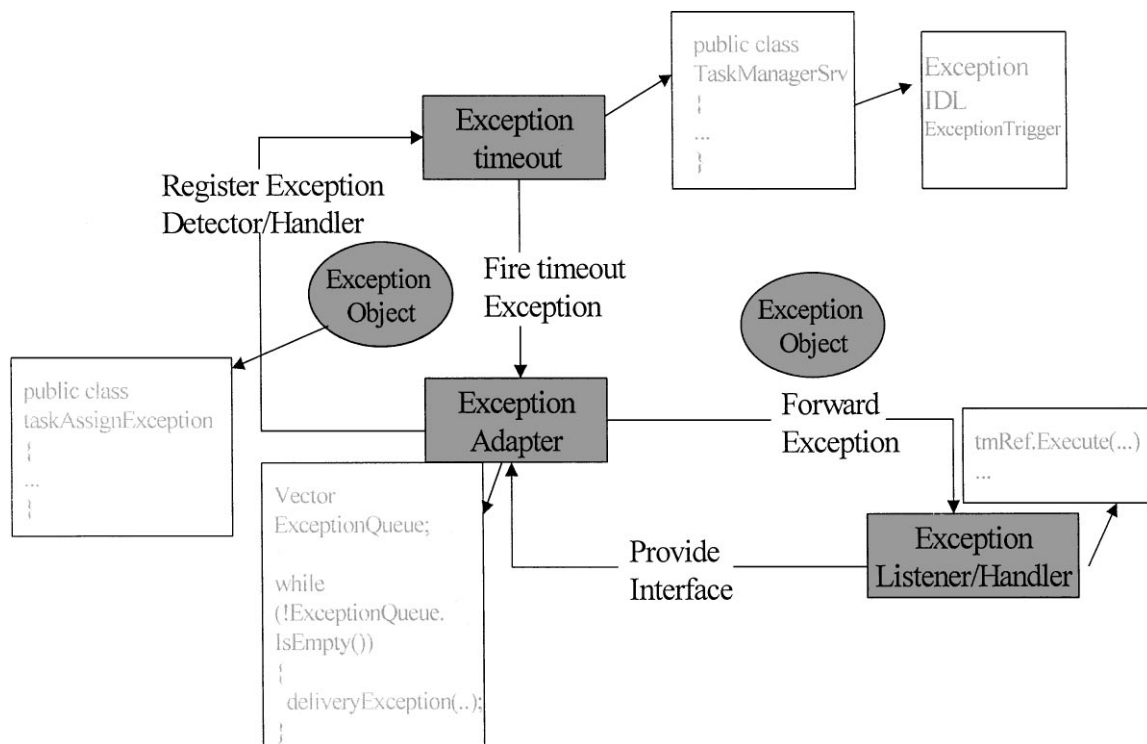 public class
TaskManagerSrv
{
...
}
Exception
IDL
ExceptionTrigger
Exception
timeout
Register Exception
Detector/Handler
Exception
Object
Fire timeout
Exception
Exception
Object
public class
taskAssignException
{
...
}
Exception
Adapter
Forward
Exception
tmRef.Execute(...)
...
Vector
ExceptionQueue;
while
(!ExceptionQueue.
IsEmpty())
{
deliveryException(..);
}
Provide
Interface
Exception
Listener/Handler